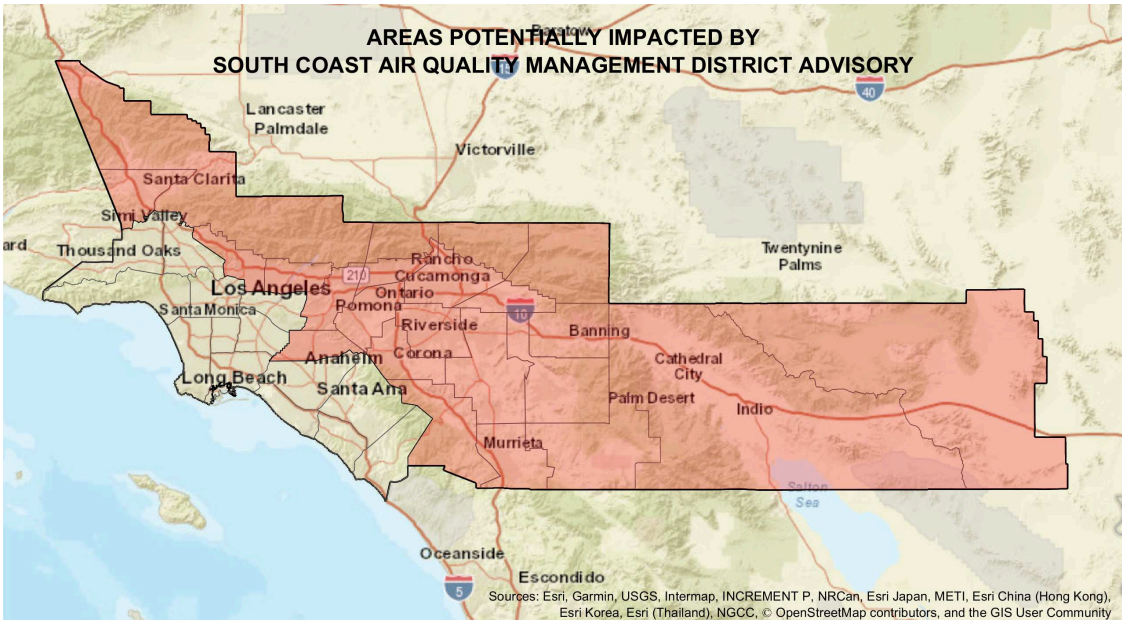 AREAS POTENTIALLY IMPACTED BY
SOUTH COAST AIR QUALITY MANAGEMENT DISTRICT ADVISORY
Barstow
15
40
Lancaster
Palmdale
Victorville
Santa Clarita
Simi Valley
ard
Thousand Oaks
Twentynine
Palms
Rancho
Cucamonga
210
Los Angeles
Ontario
Pomona
Santa Monica
10
Riverside
Banning
Anaheim
Corona
Cathedral
City
Long Beach
Santa Ana
Palm Desert
Indio
Murrieta
Salton
Sea
Oceanside
Escondido
5
Sources: Esri, Garmin, USGS, Intermap, INCREMENT P, NRCan, Esri Japan, METI, Esri China (Hong Kong),
Esri Korea, Esri (Thailand), NGCC, © OpenStreetMap contributors, and the GIS User Community